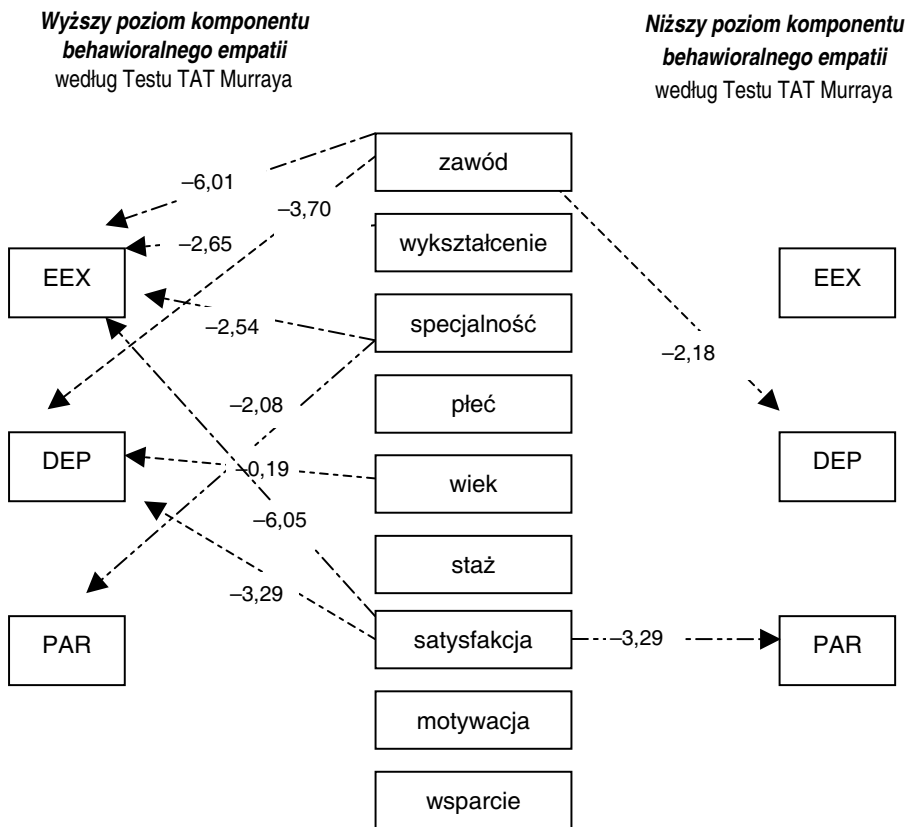 Wyższy poziom komponentu
behawioralnego empatii
według Testu TAT Murraya
Niższy poziom komponentu
behawioralnego empatii
według Testu TAT Murraya
zawód
–6,01
–3,70
wykształcenie
–2,65
EEX
EEX
specjalność
–2,54
–2,18
płeć
–2,08
DEP
DEP
–0,19
wiek
–6,05
staż
–3,29
PAR
satysfakcja
–3,29
PAR
motywacja
wsparcie